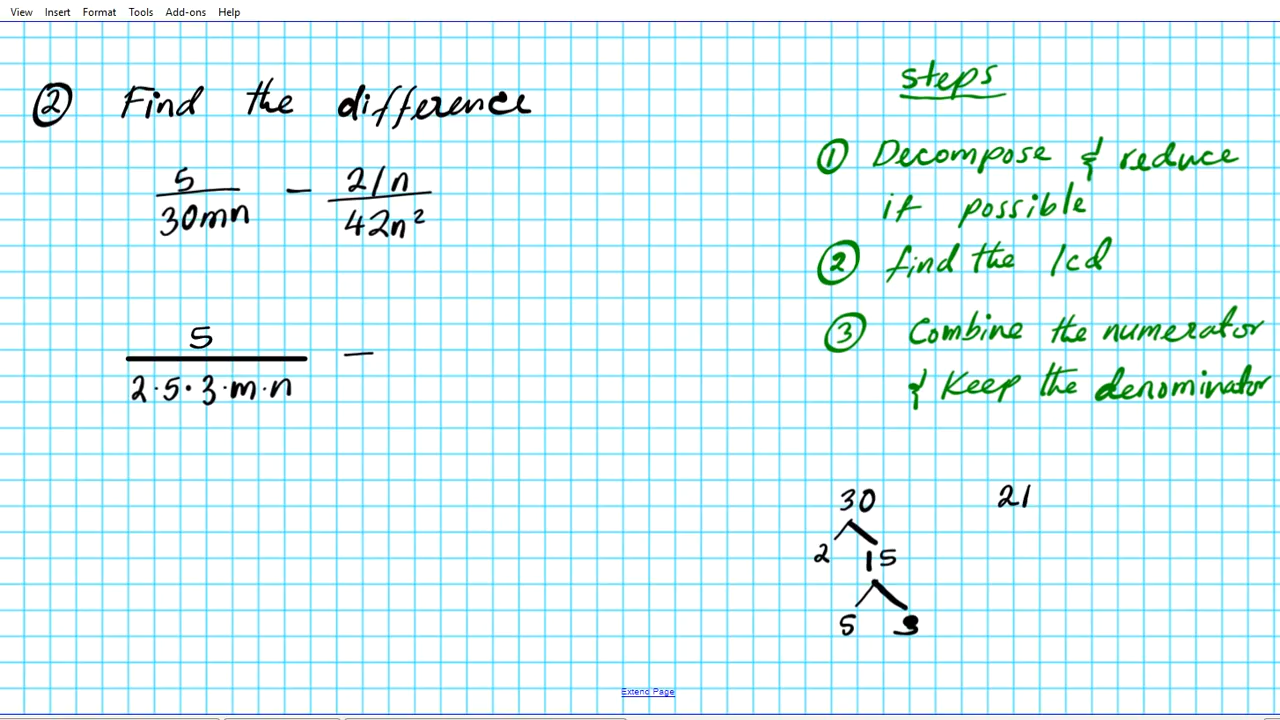 View Insert Format Tools Add-ons Help
② Find the difference
5/30mn - 21n/42n²
5/2·5·3·m·n -
steps
① Decompose & reduce
if possible
② find the lcd
③ Combine the numerator
& Keep the denominator
30 21
2 15
5 3
Extend Page